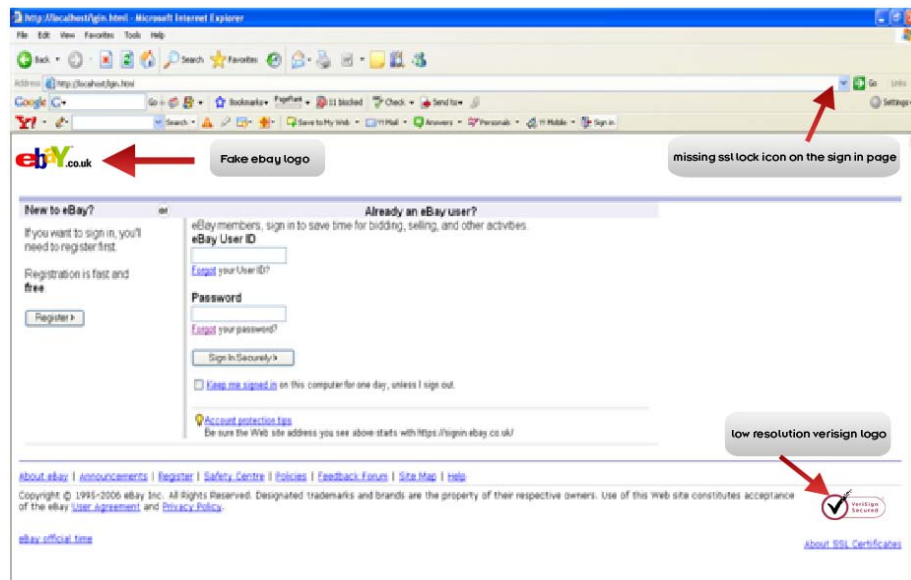 http://localhost/lgin.html - Microsoft Internet Explorer
File Edit View Favorites Tools Help
Back Search Favorites
Address http://localhost/lgin.html Go Links
Google Go Bookmarks PageRank 11 blocked Check Send to Settings
Y! Search Save to My Web Mail Answers Personals Mobile Sign in
ebaY.co.uk
Fake ebay logo
missing ssl lock icon on the sign in page
New to eBay? or Already an eBay user?
If you want to sign in, you'll
need to register first.
Registration is fast and
free
Register >
eBay members, sign in to save time for bidding, selling, and other activities.
eBay User ID
Forgot your User ID?
Password
Forgot your password?
Sign In Securely >
Keep me signed in on this computer for one day, unless I sign out.
Account protection tips
Be sure the Web site address you see above starts with https://signin.ebay.co.uk/
low resolution verisign logo
About eBay | Announcements | Register | Safety Centre | Policies | Feedback Forum | Site Map | Help
Copyright © 1995-2006 eBay Inc. All Rights Reserved. Designated trademarks and brands are the property of their respective owners. Use of this Web site constitutes acceptance
of the eBay User Agreement and Privacy Policy.
VeriSign
Secured
eBay official time
About SSL Certificates